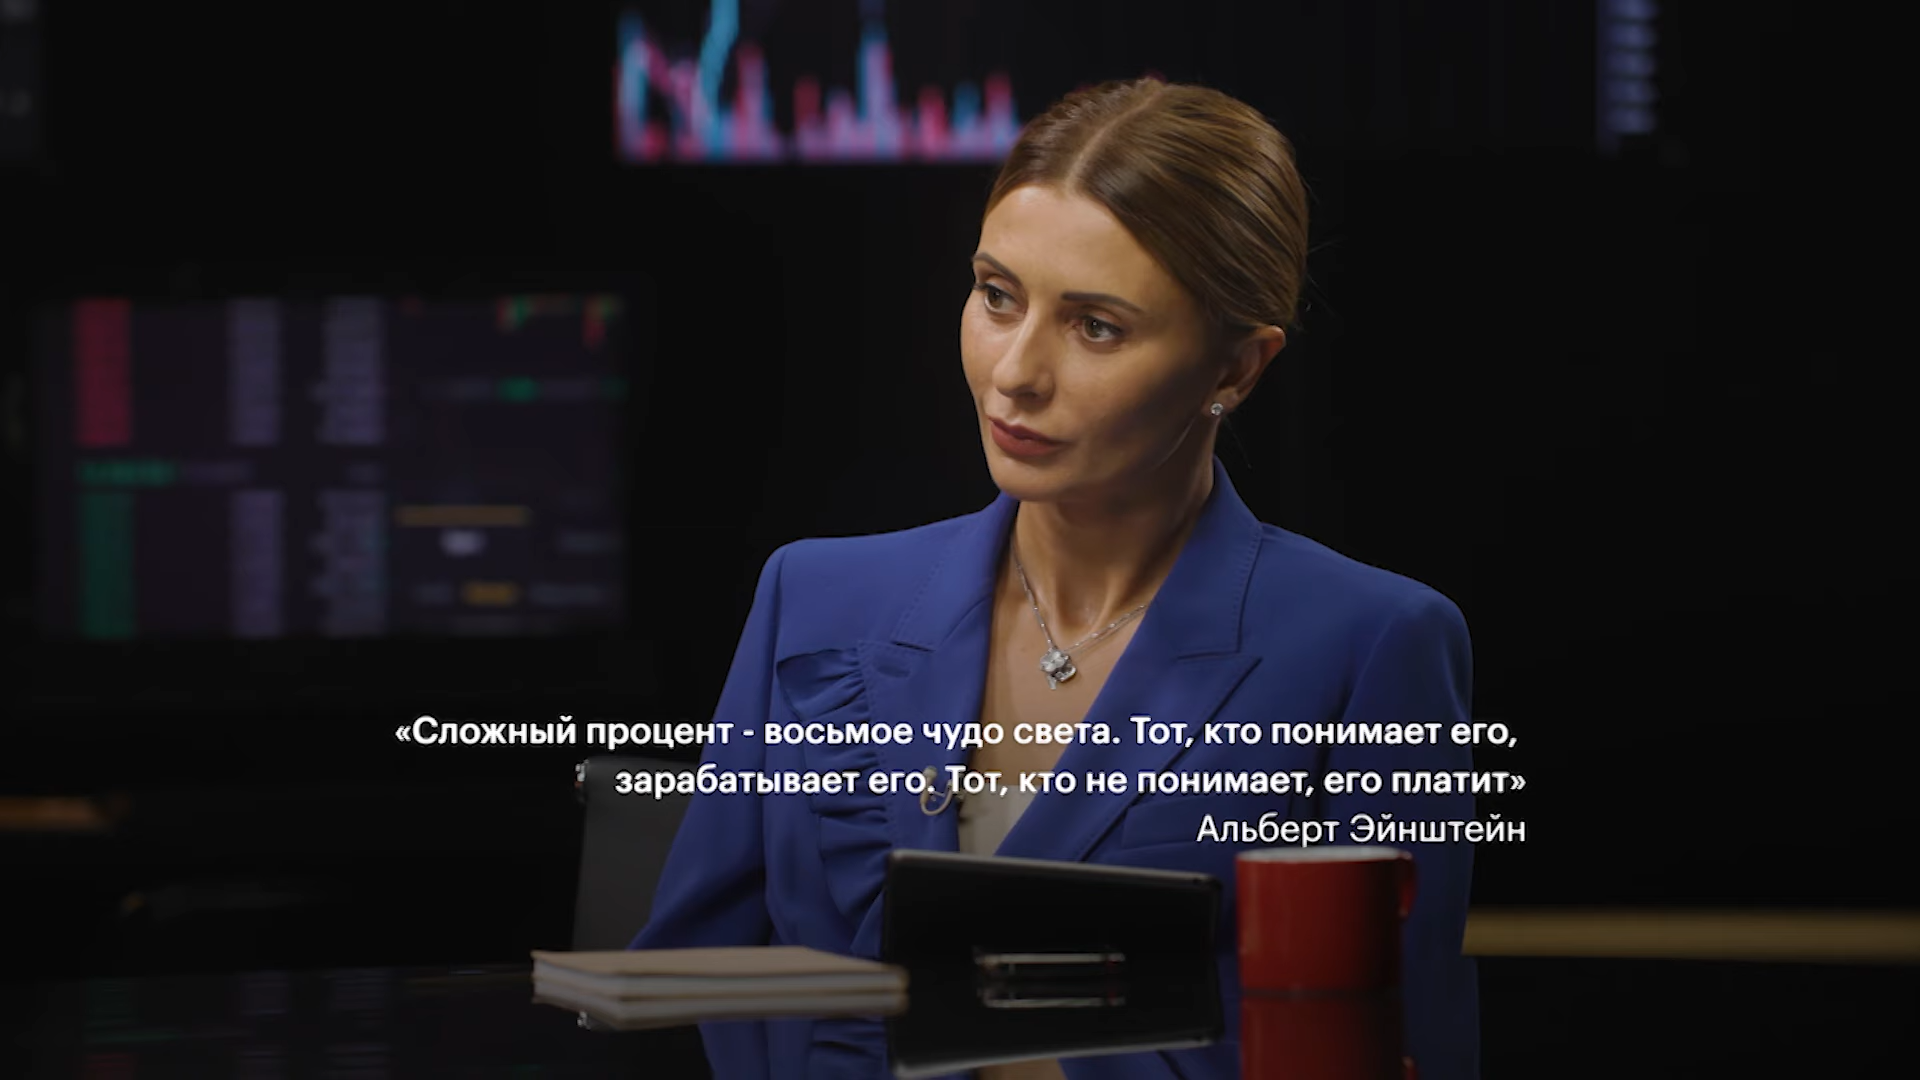 «Сложный процент - восьмое чудо света. Тот, кто понимает его,
зарабатывает его. Тот, кто не понимает, его платит»
Альберт Эйнштейн